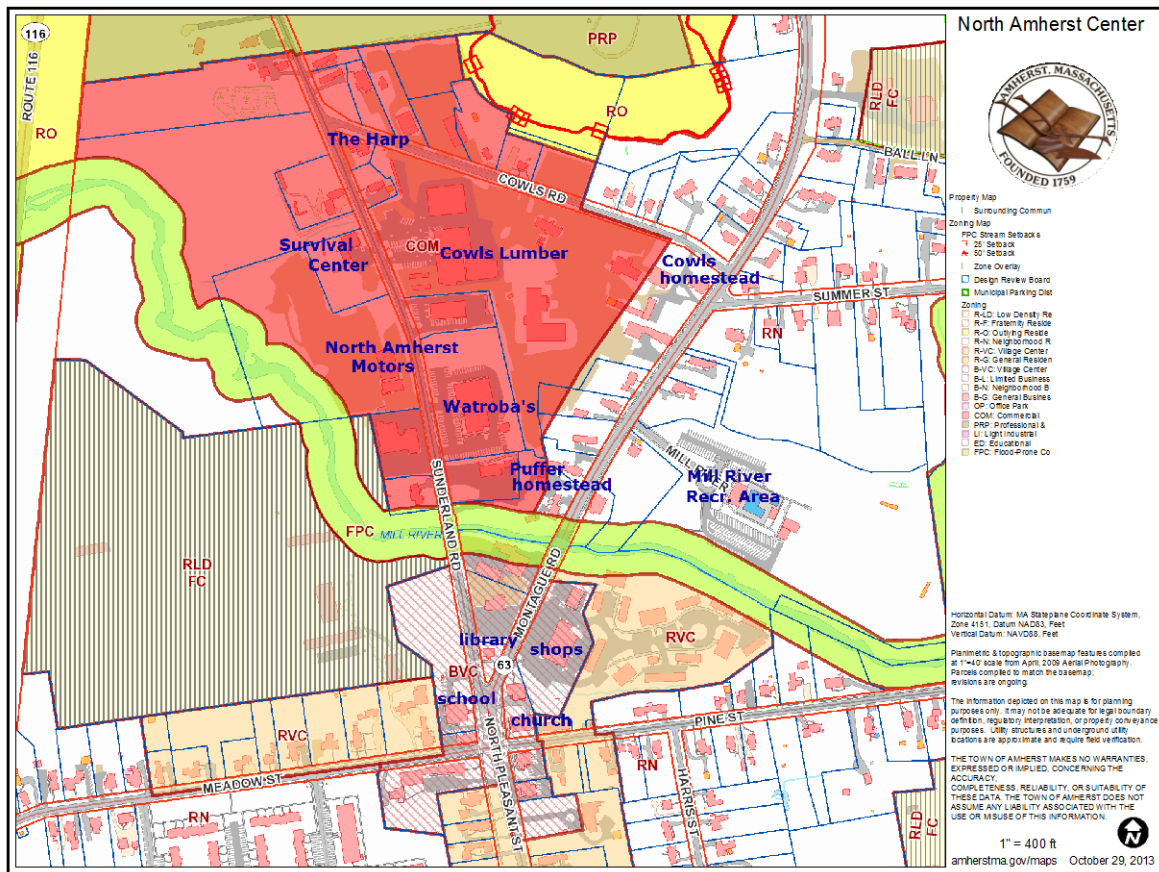 North Amherst Center
AMHERST, MASSACHUSETTS
FOUNDED 1759
116
ROUTE 116
RO
PRP
RO
RLD
FC
BALL LN
The Harp
COWLS RD
Survival
Center
COM
Cowls Lumber
Cowls
homestead
SUMMER ST
RN
North Amherst
Motors
Watroba's
SUNDERLAND RD
Puffer
homestead
MILL RIVER
Mill River
Recr. Area
FPC
MILL RIVER
RLD
FC
MONTAGUE RD
library
shops
RVC
63
BVC
school
church
PINE ST
RVC
NORTH PLEASANT ST
MEADOW ST
RN
RN
HARRIS ST
RLD
FC
Property Map
Surrounding Commun
Zoning Map
FPC Stream Setbacks
25' Setback
50' Setback
Zone Overlay
Design Review Board
Municipal Parking Dist
Zoning
R-LD: Low Density Re
R-F: Fraternity Reside
R-O: Outlying Reside
R-N: Neighborhood R
R-VC: Village Center
R-G: General Residen
B-VC: Village Center
B-L: Limited Business
B-N: Neighborhood B
B-G: General Busines
OP: Office Park
COM: Commercial
PRP: Professional &
LI: Light Industrial
ED: Educational
FPC: Flood-Prone Co
Horizontal Datum: MA Stateplane Coordinate System,
Zone 4151, Datum NAD83, Feet
Vertical Datum: NAVD88, Feet
Planimetric & topographic basemap features compiled
at 1"=40' scale from April, 2009 Aerial Photography.
Parcels compiled to match the basemap;
revisions are ongoing.
The information depicted on this map is for planning
purposes only. It may not be adequate for legal boundary
definition, regulatory interpretation, or property conveyance
purposes. Utility structures and underground utility
locations are approximate and require field verification.
THE TOWN OF AMHERST MAKES NO WARRANTIES,
EXPRESSED OR IMPLIED, CONCERNING THE
ACCURACY,
COMPLETENESS, RELIABILITY, OR SUITABILITY OF
THESE DATA. THE TOWN OF AMHERST DOES NOT
ASSUME ANY LIABILITY ASSOCIATED WITH THE
USE OR MISUSE OF THIS INFORMATION.
N
1" = 400 ft
amherstma.gov/maps October 29, 2013